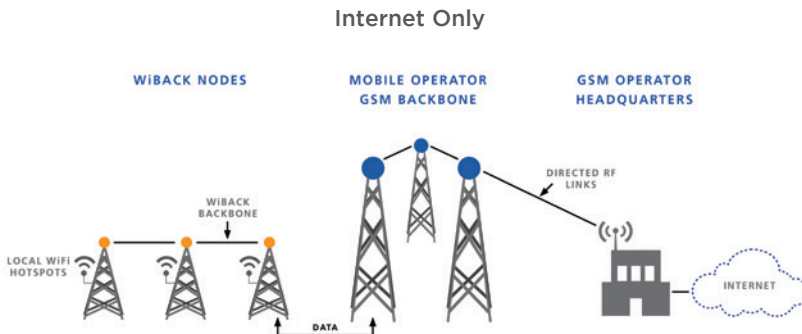 Internet Only
WiBACK NODES
MOBILE OPERATOR
GSM BACKBONE
GSM OPERATOR
HEADQUARTERS
DIRECTED RF
LINKS
WiBACK
BACKBONE
LOCAL WiFi
HOTSPOTS
INTERNET
DATA